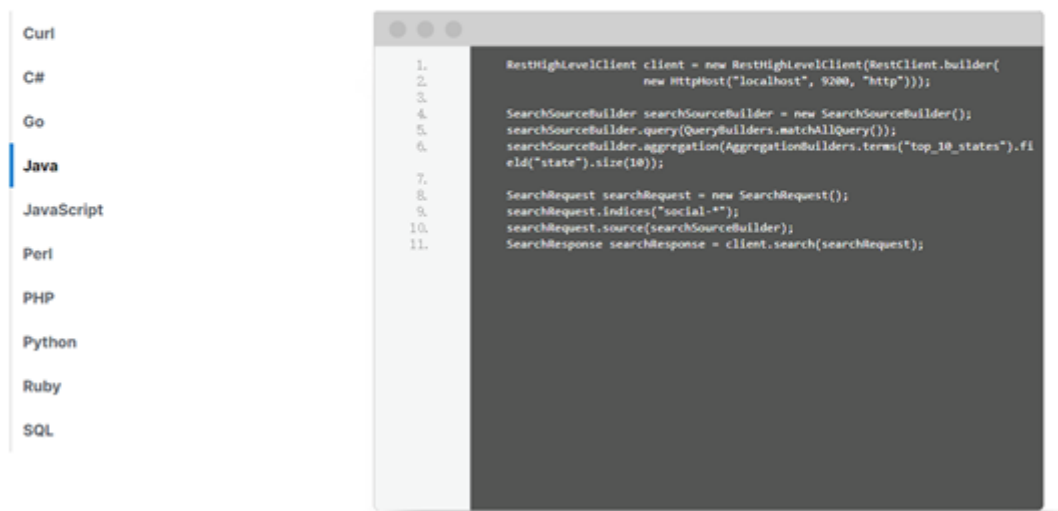 Curl
C#
Go
Java
JavaScript
Perl
PHP
Python
Ruby
SQL
1. RestHighLevelClient client = new RestHighLevelClient(RestClient.builder(
2. new HttpHost("localhost", 9200, "http")));
3.
4. SearchSourceBuilder searchSourceBuilder = new SearchSourceBuilder();
5. searchSourceBuilder.query(QueryBuilders.matchAllQuery());
6. searchSourceBuilder.aggregation(AggregationBuilders.terms("top_10_states").fi
eld("state").size(10));
7.
8. SearchRequest searchRequest = new SearchRequest();
9. searchRequest.indices("social-*");
10. searchRequest.source(searchSourceBuilder);
11. SearchResponse searchResponse = client.search(searchRequest);